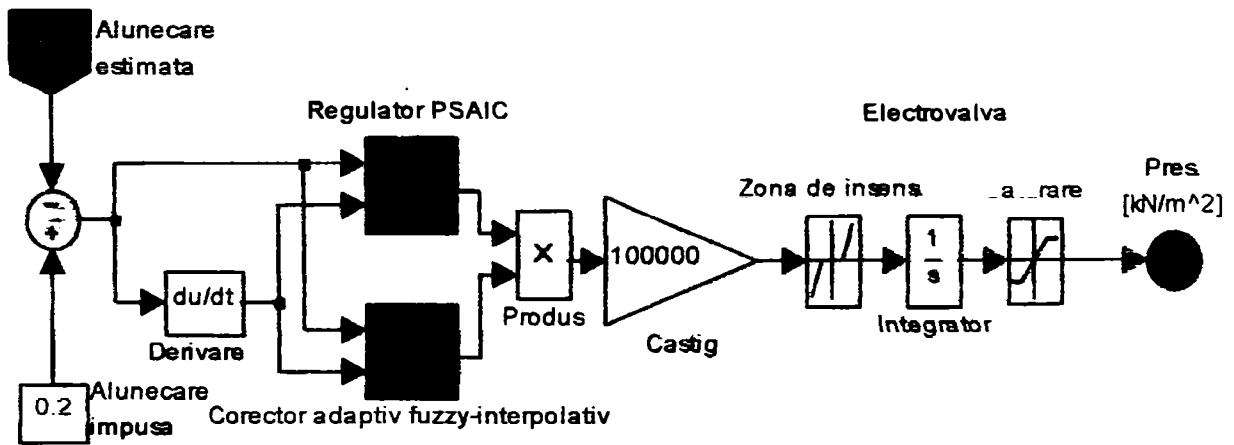 Alunecare
estimata
Regulator PSAIC
Electrovalva
Pres.
[kN/m^2]
Zona de insens
− +
du/dt
Derivare
X
Produs
100000
Castig
1
s
Integrator
0.2
Alunecare
impusa
Corector adaptiv fuzzy-interpolativ